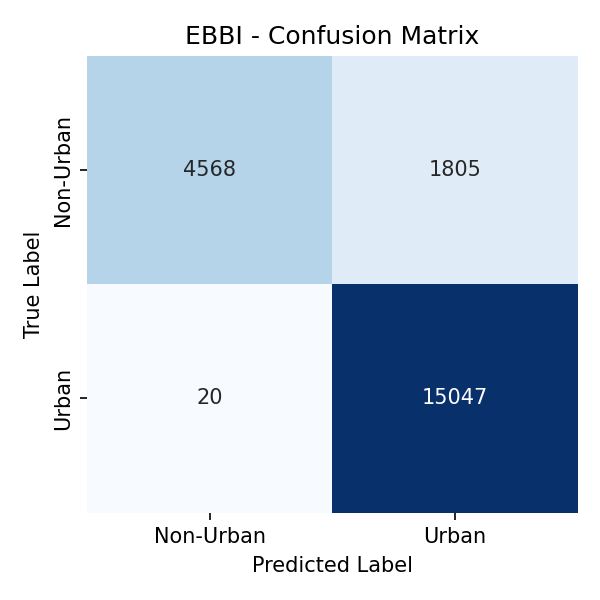 EBBI - Confusion Matrix
True Label
Non-Urban
4568 1805
Urban
20 15047
Non-Urban Urban
Predicted Label